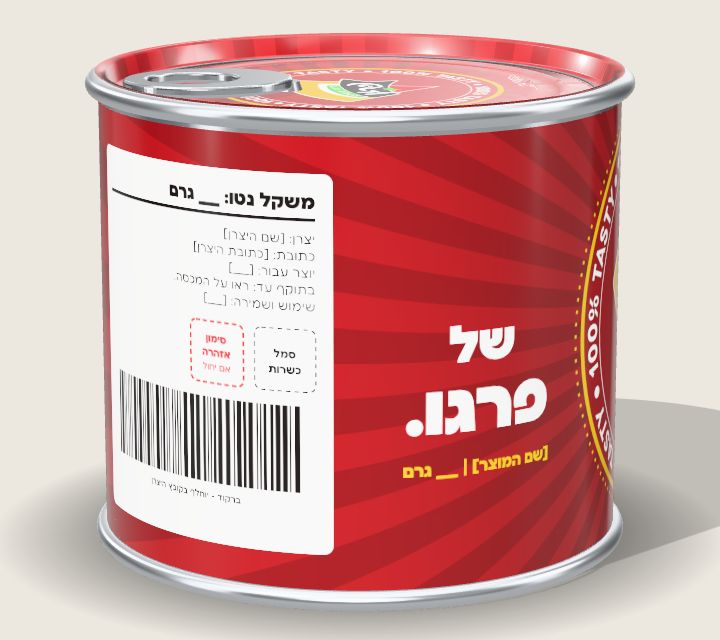 100% TASTY
משקל נטו: __ גרם
יצרן: [שם היצרן]
כתובת: [כתובת היצרן]
יוצר עבור: [__]
בתוקף עד: ראו על המכסה.
שימוש ושמירה: [__]
סמל
כשרות
סימון
אזהרה
אם יחול
ברקוד - יוחלף בקובץ היצרן
של
פרגו.
[שם המוצר] | __ גרם
100% TASTY •